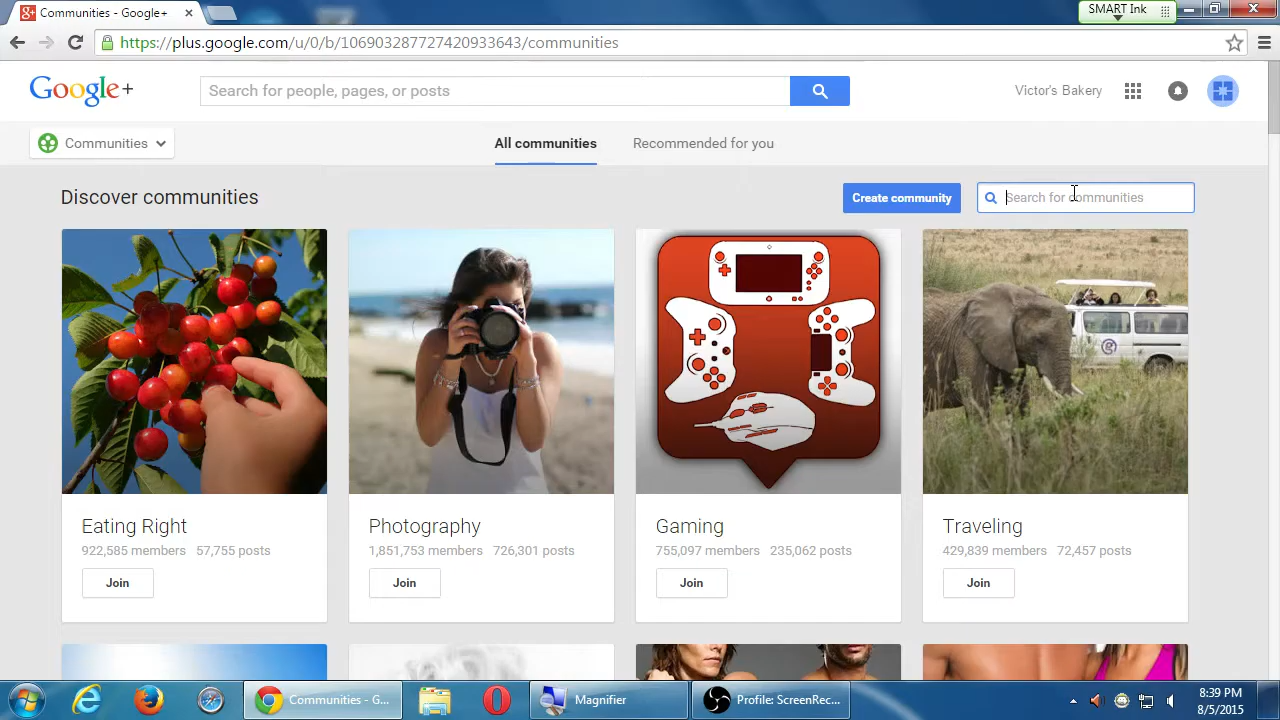 Communities - Google+
SMART Ink
https://plus.google.com/u/0/b/106903287727420933643/communities
Google+
Search for people, pages, or posts
Victor's Bakery
Communities
All communities
Recommended for you
Discover communities
Create community
Search for communities
Eating Right
922,585 members 57,755 posts
Join
Photography
1,851,753 members 726,301 posts
Join
Gaming
755,097 members 235,062 posts
Join
Traveling
429,839 members 72,457 posts
Join
Communities - G...
Magnifier
Profile: ScreenRec...
8:39 PM
8/5/2015